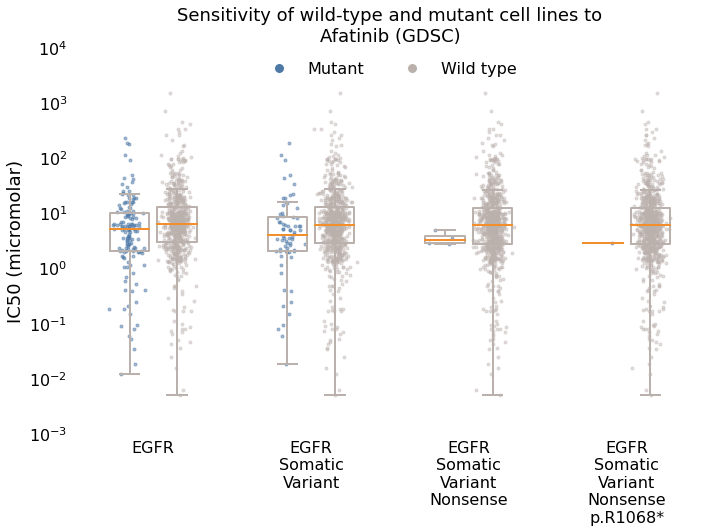 Sensitivity of wild-type and mutant cell lines to
Afatinib (GDSC)
Mutant
Wild type
IC50 (micromolar)
10⁴
10³
10²
10¹
10⁰
10⁻¹
10⁻²
10⁻³
EGFR
EGFR
Somatic
Variant
EGFR
Somatic
Variant
Nonsense
EGFR
Somatic
Variant
Nonsense
p.R1068*